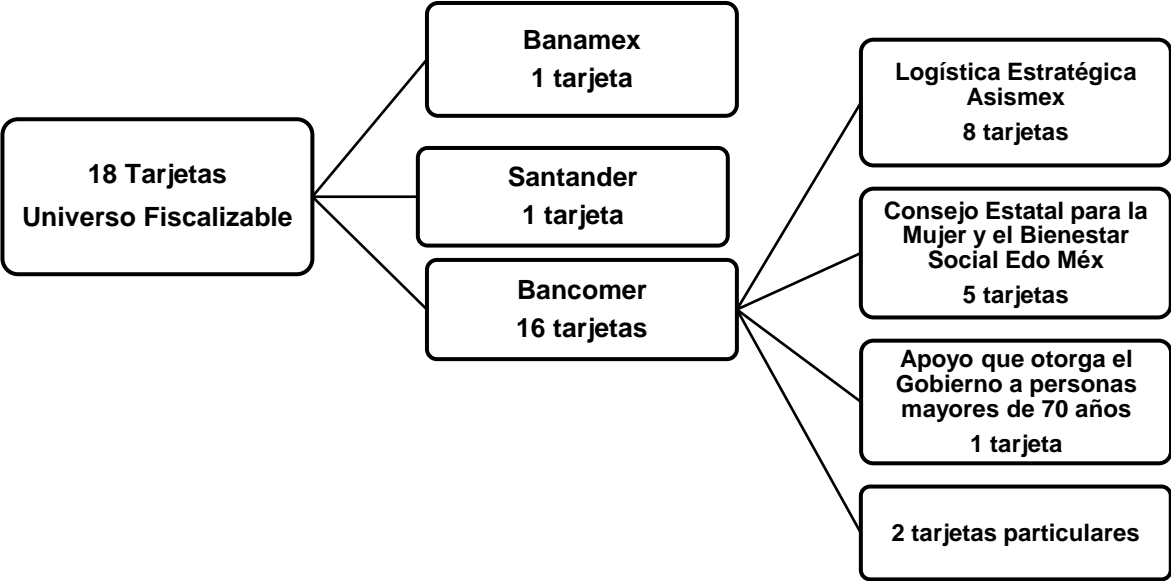 18 Tarjetas
Universo Fiscalizable
Banamex
1 tarjeta
Santander
1 tarjeta
Bancomer
16 tarjetas
Logística Estratégica
Asismex
8 tarjetas
Consejo Estatal para la
Mujer y el Bienestar
Social Edo Méx
5 tarjetas
Apoyo que otorga el
Gobierno a personas
mayores de 70 años
1 tarjeta
2 tarjetas particulares